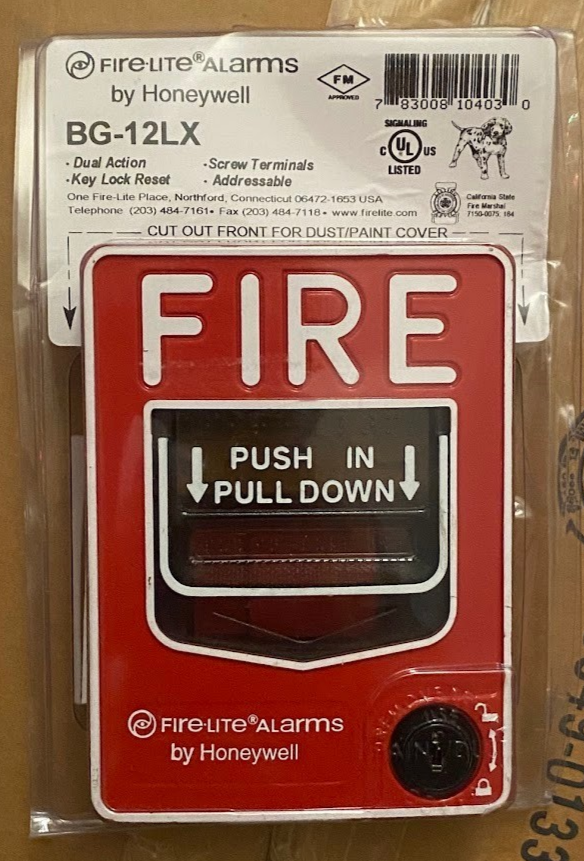 FIRE·LITE® ALARMS
by Honeywell
FM
APPROVED
7 83008 10403 0
BG-12LX
SIGNALING
C UL US
LISTED
· Dual Action
· Screw Terminals
· Key Lock Reset
· Addressable
One Fire-Lite Place, Northford, Connecticut 06472-1653 USA
Telephone (203) 484-7161• Fax (203) 484-7118• www.firelite.com
California State
Fire Marshal
7150-0075: 184
CUT OUT FRONT FOR DUST/PAINT COVER
FIRE
PUSH IN
PULL DOWN
FIRE·LITE® ALARMS
by Honeywell